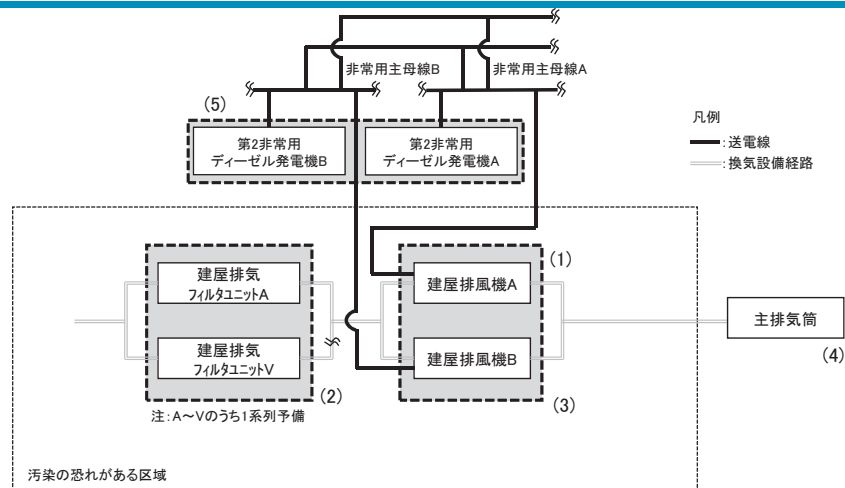 非常用主母線B
非常用主母線A
(5)
第2非常用
ディーゼル発電機B
第2非常用
ディーゼル発電機A
凡例
:送電線
:換気設備経路
(1)
建屋排気
フィルタユニットA
建屋排風機A
主排気筒
(4)
建屋排気
フィルタユニットV
建屋排風機B
(2)
(3)
注:A~Vのうち1系列予備
汚染の恐れがある区域